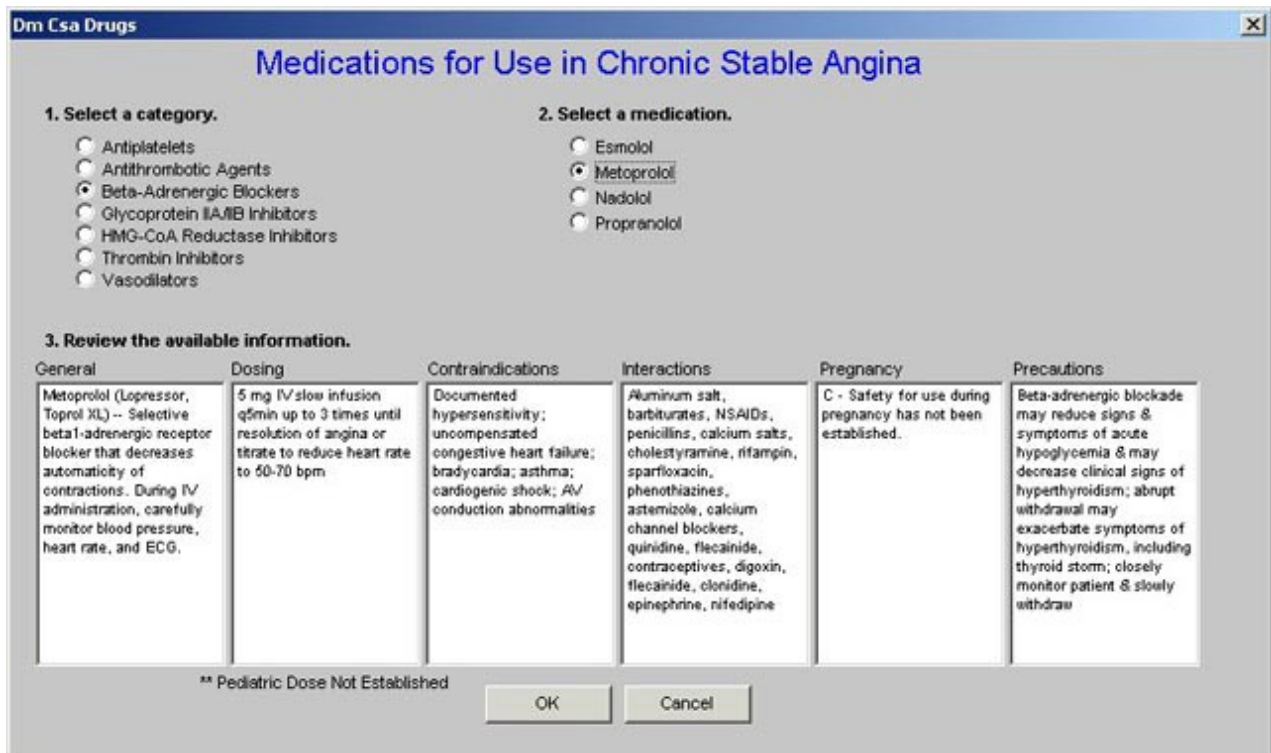 Dm Csa Drugs
Medications for Use in Chronic Stable Angina
1. Select a category.
Antiplatelets
Antithrombotic Agents
Beta-Adrenergic Blockers
Glycoprotein IIA/IIB Inhibitors
HMG-CoA Reductase Inhibitors
Thrombin Inhibitors
Vasodilators
2. Select a medication.
Esmolol
Metoprolol
Nadolol
Propranolol
3. Review the available information.
General
Metoprolol (Lopressor,
Toprol XL) -- Selective
beta1-adrenergic receptor
blocker that decreases
automaticity of
contractions. During IV
administration, carefully
monitor blood pressure,
heart rate, and ECG.
Dosing
5 mg IV slow infusion
q5min up to 3 times until
resolution of angina or
titrate to reduce heart rate
to 50-70 bpm
Contraindications
Documented
hypersensitivity;
uncompensated
congestive heart failure;
bradycardia; asthma;
cardiogenic shock; AV
conduction abnormalities
Interactions
Aluminum salt,
barbiturates, NSAIDs,
penicillins, calcium salts,
cholestyramine, rifampin,
sparfloxacin,
phenothiazines,
astemizole, calcium
channel blockers,
quinidine, flecainide,
contraceptives, digoxin,
flecainide, clonidine,
epinephrine, nifedipine
Pregnancy
C - Safety for use during
pregnancy has not been
established.
Precautions
Beta-adrenergic blockade
may reduce signs &
symptoms of acute
hypoglycemia & may
decrease clinical signs of
hyperthyroidism; abrupt
withdrawal may
exacerbate symptoms of
hyperthyroidism, including
thyroid storm; closely
monitor patient & slowly
withdraw
** Pediatric Dose Not Established
OK
Cancel